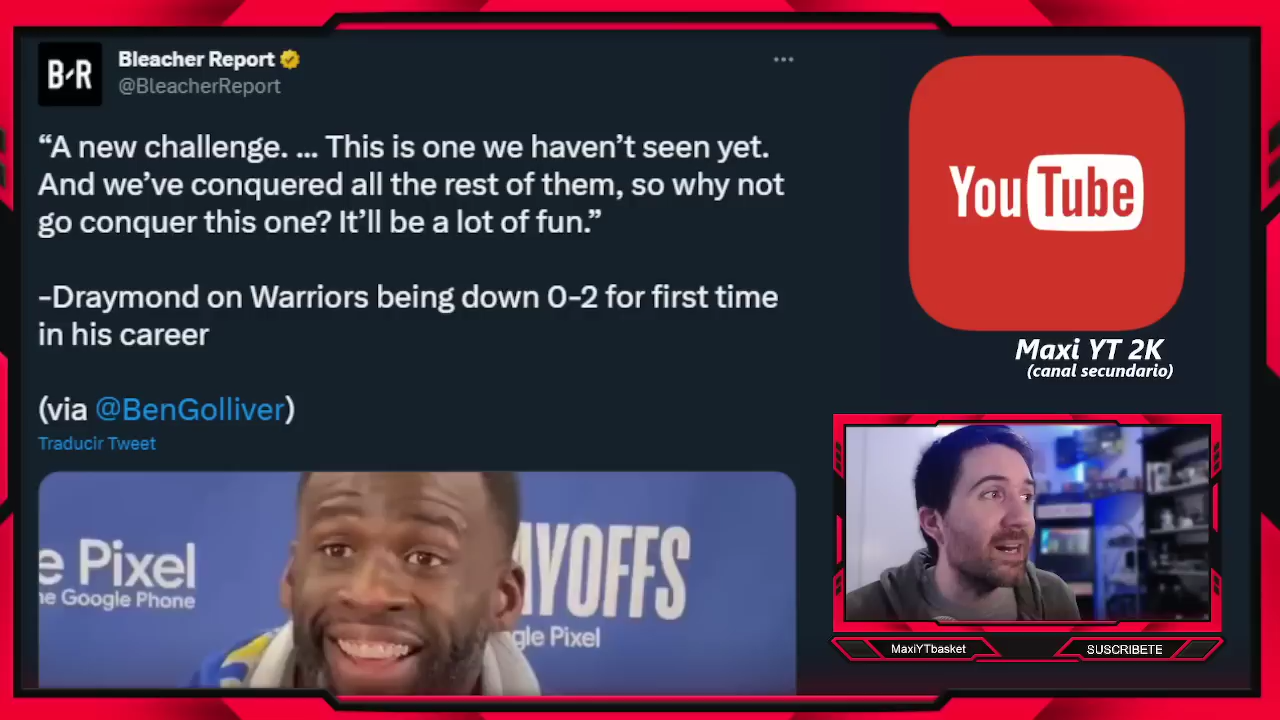 B/R
Bleacher Report
@BleacherReport
“A new challenge. ... This is one we haven’t seen yet.
And we’ve conquered all the rest of them, so why not
go conquer this one? It’ll be a lot of fun.”
-Draymond on Warriors being down 0-2 for first time
in his career
(via @BenGolliver)
Traducir Tweet
e Pixel
ne Google Phone
AYOFFS
gle Pixel
YouTube
Maxi YT 2K
(canal secundario)
MaxiYTbasket
SUSCRIBETE